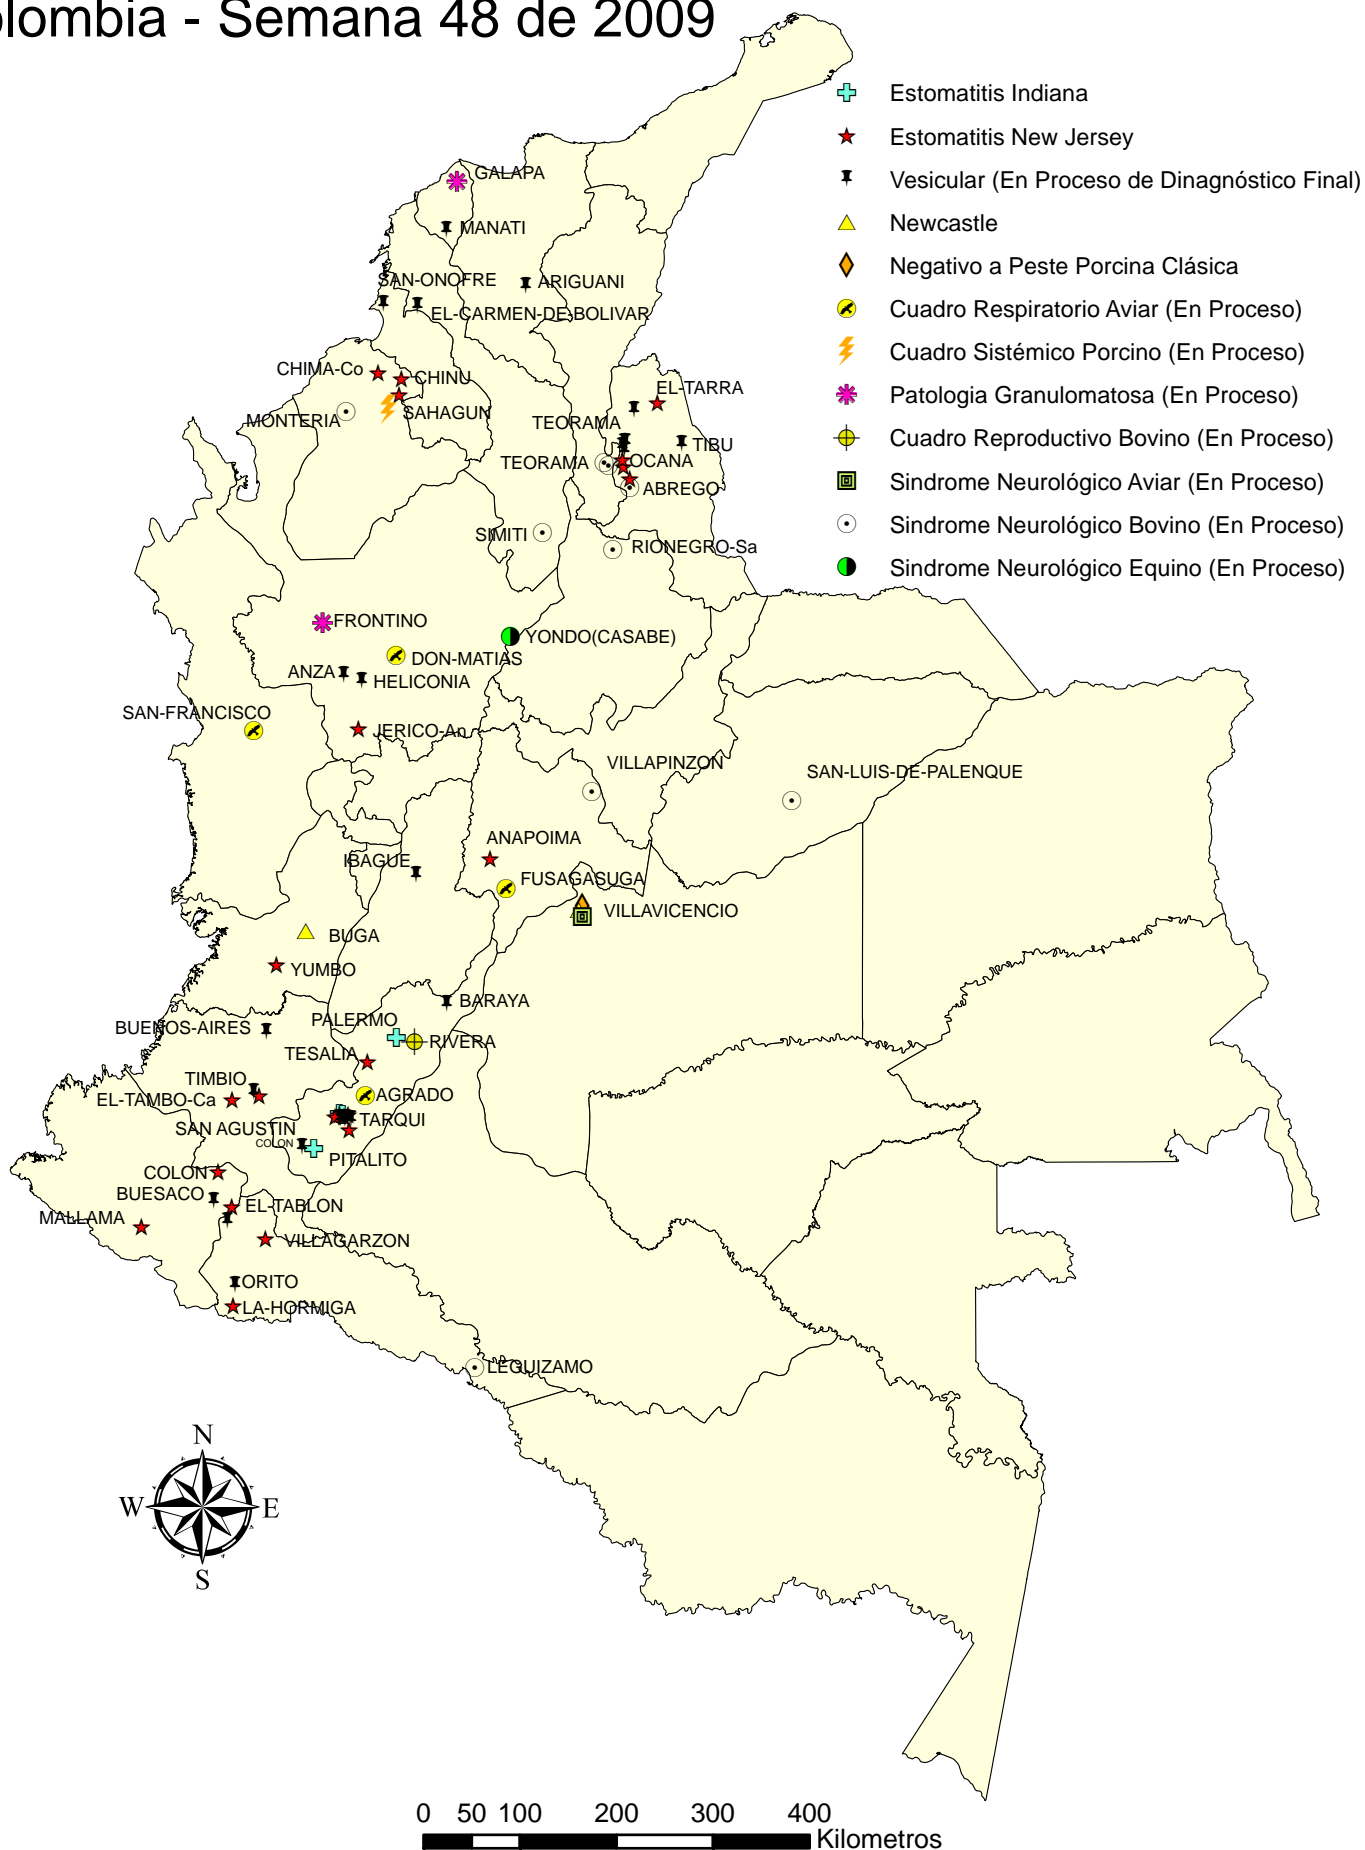 olombia - Semana 48 de 2009
Estomatitis Indiana
Estomatitis New Jersey
Vesicular (En Proceso de Dinagnóstico Final)
Newcastle
Negativo a Peste Porcina Clásica
Cuadro Respiratorio Aviar (En Proceso)
Cuadro Sistémico Porcino (En Proceso)
Patologia Granulomatosa (En Proceso)
Cuadro Reproductivo Bovino (En Proceso)
Sindrome Neurológico Aviar (En Proceso)
Sindrome Neurológico Bovino (En Proceso)
Sindrome Neurológico Equino (En Proceso)
GALAPA
MANATI
SAN-ONOFRE
ARIGUANI
EL-CARMEN-DE-BOLIVAR
CHIMA-Co
CHINU
EL-TARRA
MONTERIA
SAHAGUN
TEORAMA
TIBU
TEORAMA
OCANA
ABREGO
SIMITI
RIONEGRO-Sa
FRONTINO
YONDO(CASABE)
DON-MATIAS
ANZA
HELICONIA
SAN-FRANCISCO
JERICO-An
VILLAPINZON
SAN-LUIS-DE-PALENQUE
ANAPOIMA
IBAGUE
FUSAGASUGA
VILLAVICENCIO
BUGA
YUMBO
BARAYA
PALERMO
BUENOS-AIRES
RIVERA
TESALIA
TIMBIO
AGRADO
EL-TAMBO-Ca
TARQUI
SAN AGUSTIN
COLON
PITALITO
COLON
BUESACO
EL-TABLON
MALLAMA
VILLAGARZON
ORITO
LA-HORMIGA
LEGUIZAMO
N
W
E
S
0 50 100 200 300 400
Kilometros